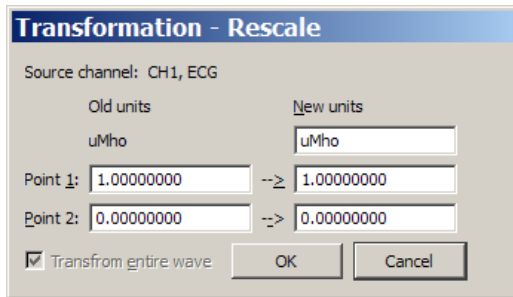 Transformation - Rescale
Source channel: CH1, ECG
Old units New units
uMho uMho
Point 1: 1.00000000 --> 1.00000000
Point 2: 0.00000000 --> 0.00000000
Transfrom entire wave OK Cancel